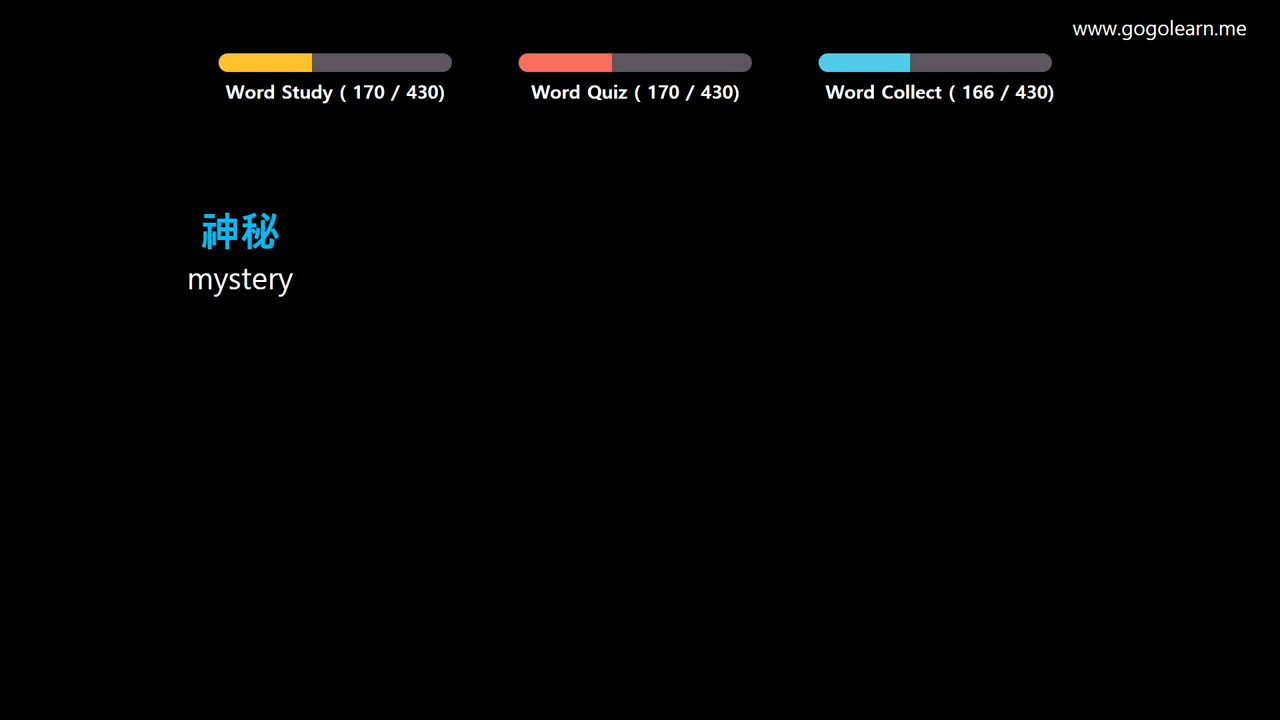 www.gogolearn.me
Word Study ( 170 / 430)
Word Quiz ( 170 / 430)
Word Collect ( 166 / 430)
神秘
mystery